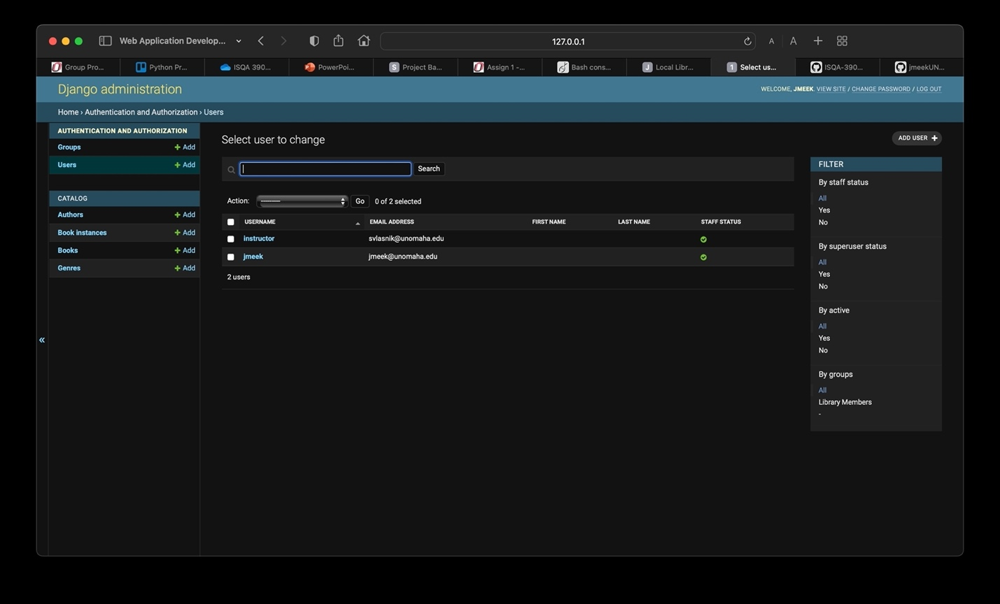 Web Application Develop...
127.0.0.1
A A
Group Pro...
Python Pr...
ISQA 390...
PowerPoi...
S Project Ba...
Assign 1 -...
Bash cons...
J Local Libr...
1 Select us...
ISQA-390...
jmeekUN...
Django administration
WELCOME, JMEEK. VIEW SITE / CHANGE PASSWORD / LOG OUT
Home › Authentication and Authorization › Users
AUTHENTICATION AND AUTHORIZATION
Groups + Add
Users + Add
CATALOG
Authors + Add
Book instances + Add
Books + Add
Genres + Add
«
Select user to change
ADD USER +
Search
Action: --------- Go 0 of 2 selected
USERNAME EMAIL ADDRESS FIRST NAME LAST NAME STAFF STATUS
instructor svlasnik@unomaha.edu
jmeek jmeek@unomaha.edu
2 users
FILTER
By staff status
All
Yes
No
By superuser status
All
Yes
No
By active
All
Yes
No
By groups
All
Library Members
-